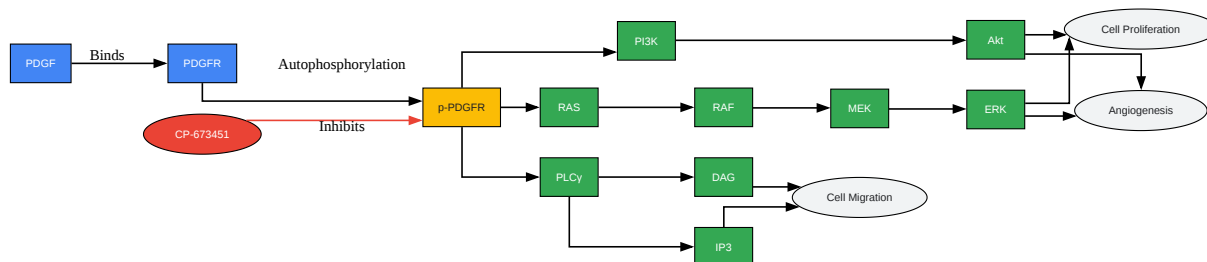 PDGF
Binds
PDGFR
Autophosphorylation
CP-673451
Inhibits
p-PDGFR
PI3K
Akt
Cell Proliferation
RAS
RAF
MEK
ERK
Angiogenesis
PLCγ
DAG
Cell Migration
IP3